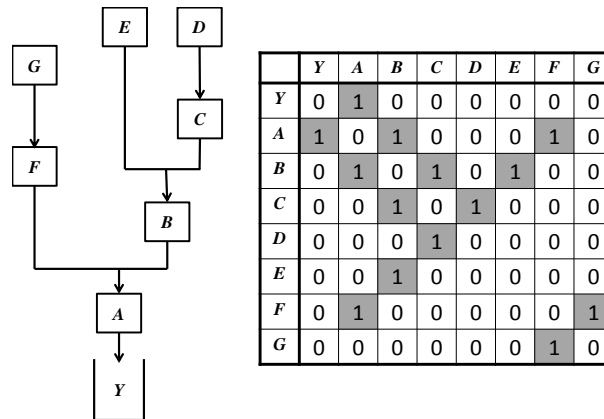 E D
G
C
F
B
A
Y
Y A B C D E F G
Y 0 1 0 0 0 0 0 0
A 1 0 1 0 0 0 1 0
B 0 1 0 1 0 1 0 0
C 0 0 1 0 1 0 0 0
D 0 0 0 1 0 0 0 0
E 0 0 1 0 0 0 0 0
F 0 1 0 0 0 0 0 1
G 0 0 0 0 0 0 1 0